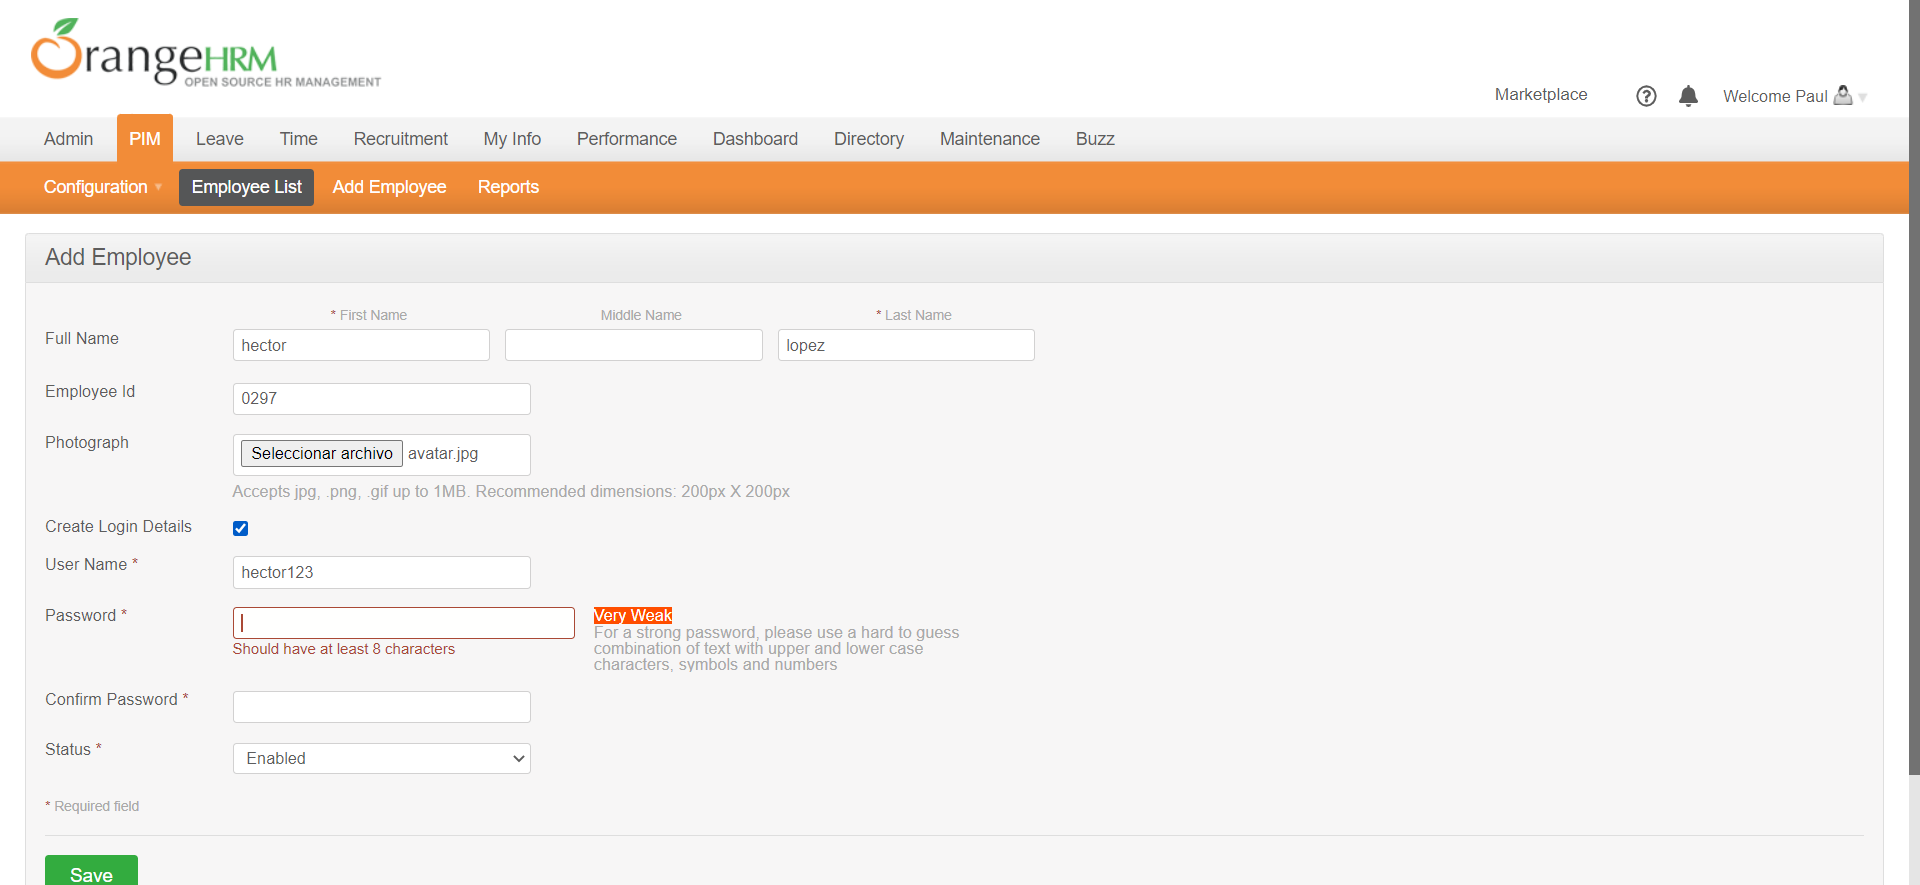 OrangeHRM
OPEN SOURCE HR MANAGEMENT
Marketplace
Welcome Paul
Admin PIM Leave Time Recruitment My Info Performance Dashboard Directory Maintenance Buzz
Configuration Employee List Add Employee Reports
Add Employee
* First Name Middle Name * Last Name
Full Name hector lopez
Employee Id 0297
Photograph Seleccionar archivo avatar.jpg
Accepts jpg, .png, .gif up to 1MB. Recommended dimensions: 200px X 200px
Create Login Details
User Name * hector123
Password * Very Weak
Should have at least 8 characters
For a strong password, please use a hard to guess
combination of text with upper and lower case
characters, symbols and numbers
Confirm Password *
Status * Enabled
* Required field
Save